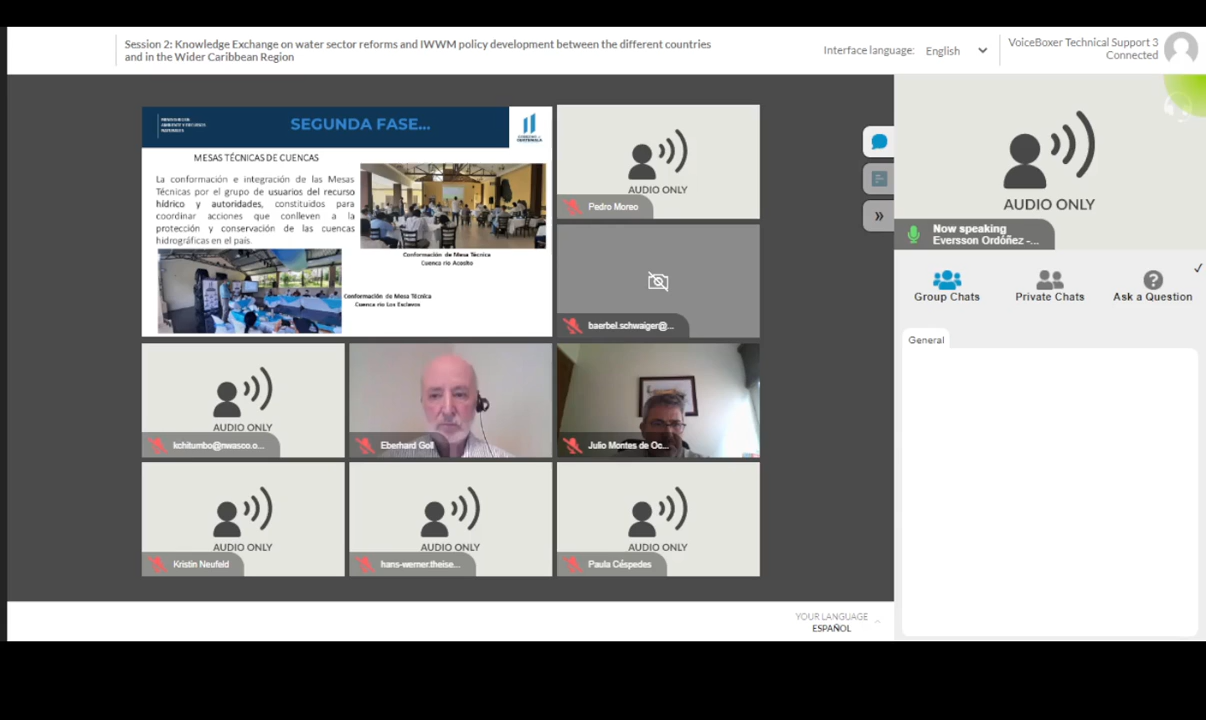 Session 2: Knowledge Exchange on water sector reforms and IWWM policy development between the different countries
and in the Wider Caribbean Region
Interface language: English
VoiceBoxer Technical Support 3
Connected
SEGUNDA FASE...
GUATEMALA
MESAS TÉCNICAS DE CUENCAS
La conformación e integración de las Mesas
Técnicas por el grupo de usuarios del recurso
hídrico y autoridades, constituidos para
coordinar acciones que conlleven a la
protección y conservación de las cuencas
hidrográficas en el país.
Conformación de Mesa Técnica
Conformación de Mesa Técnica
Cuenca río Los Esclavos
AUDIO ONLY
Pedro Moreo
baerbel.schwaiger@...
AUDIO ONLY
kchitumbo@nwasco.o...
Eberhard Goll
Julio Montes de Oc...
AUDIO ONLY
Kristin Neufeld
AUDIO ONLY
hans-werner.theise...
AUDIO ONLY
Paula Céspedes
AUDIO ONLY
Now speaking
Eversson Ordóñez -...
Group Chats
Private Chats
Ask a Question
General
YOUR LANGUAGE
ESPAÑOL